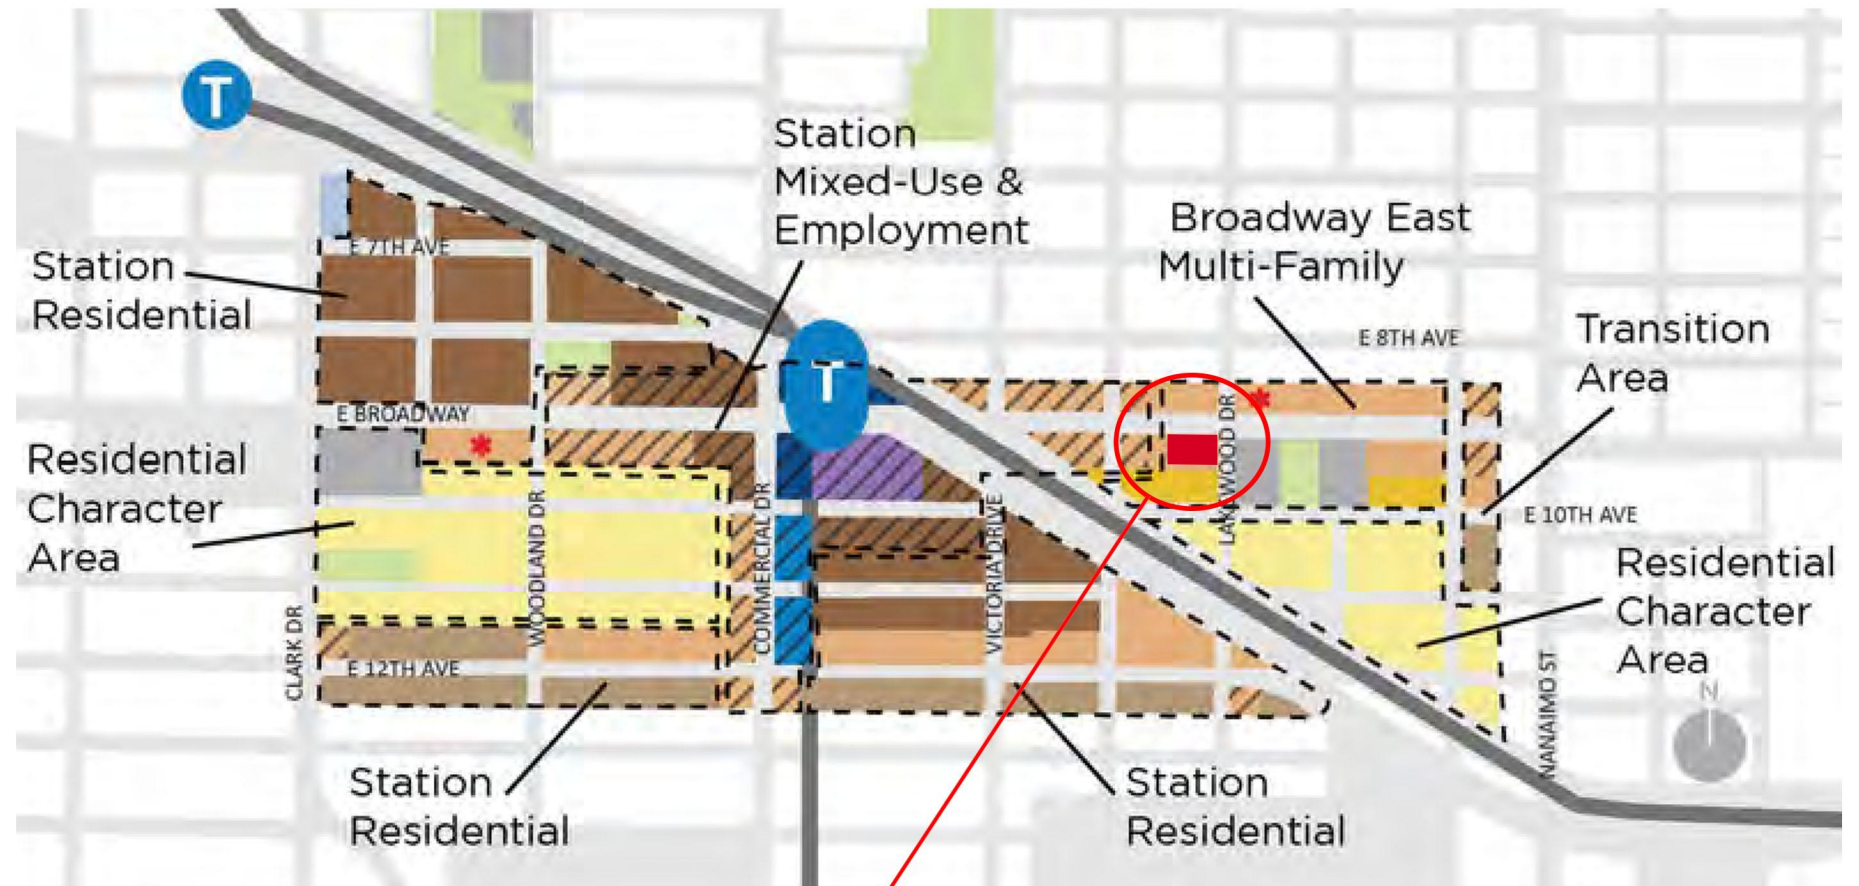 T
Station
Mixed-Use &
Employment
Broadway East
Multi-Family
E 7TH AVE
Station
Residential
E 8TH AVE
Transition
Area
T
E BROADWAY
LAKEWOOD DR
*
*
Residential
Character
Area
WOODLAND DR
COMMERCIAL DR
VICTORIA DRIVE
E 10TH AVE
Residential
Character
Area
CLARK DR
E 12TH AVE
NANAIMO ST
N
Station
Residential
Station
Residential